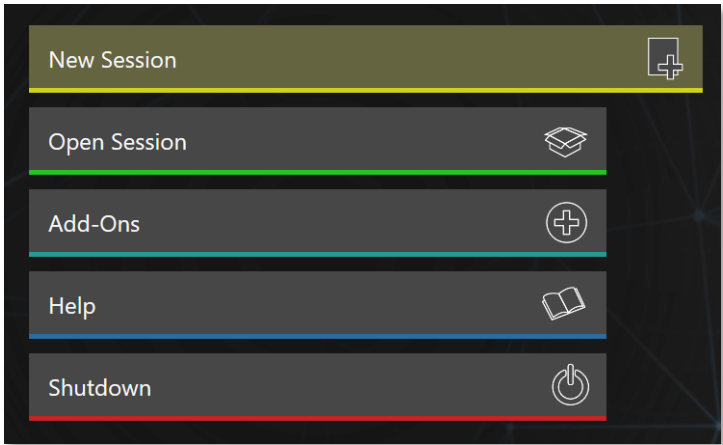 New Session
Open Session
Add-Ons
Help
Shutdown